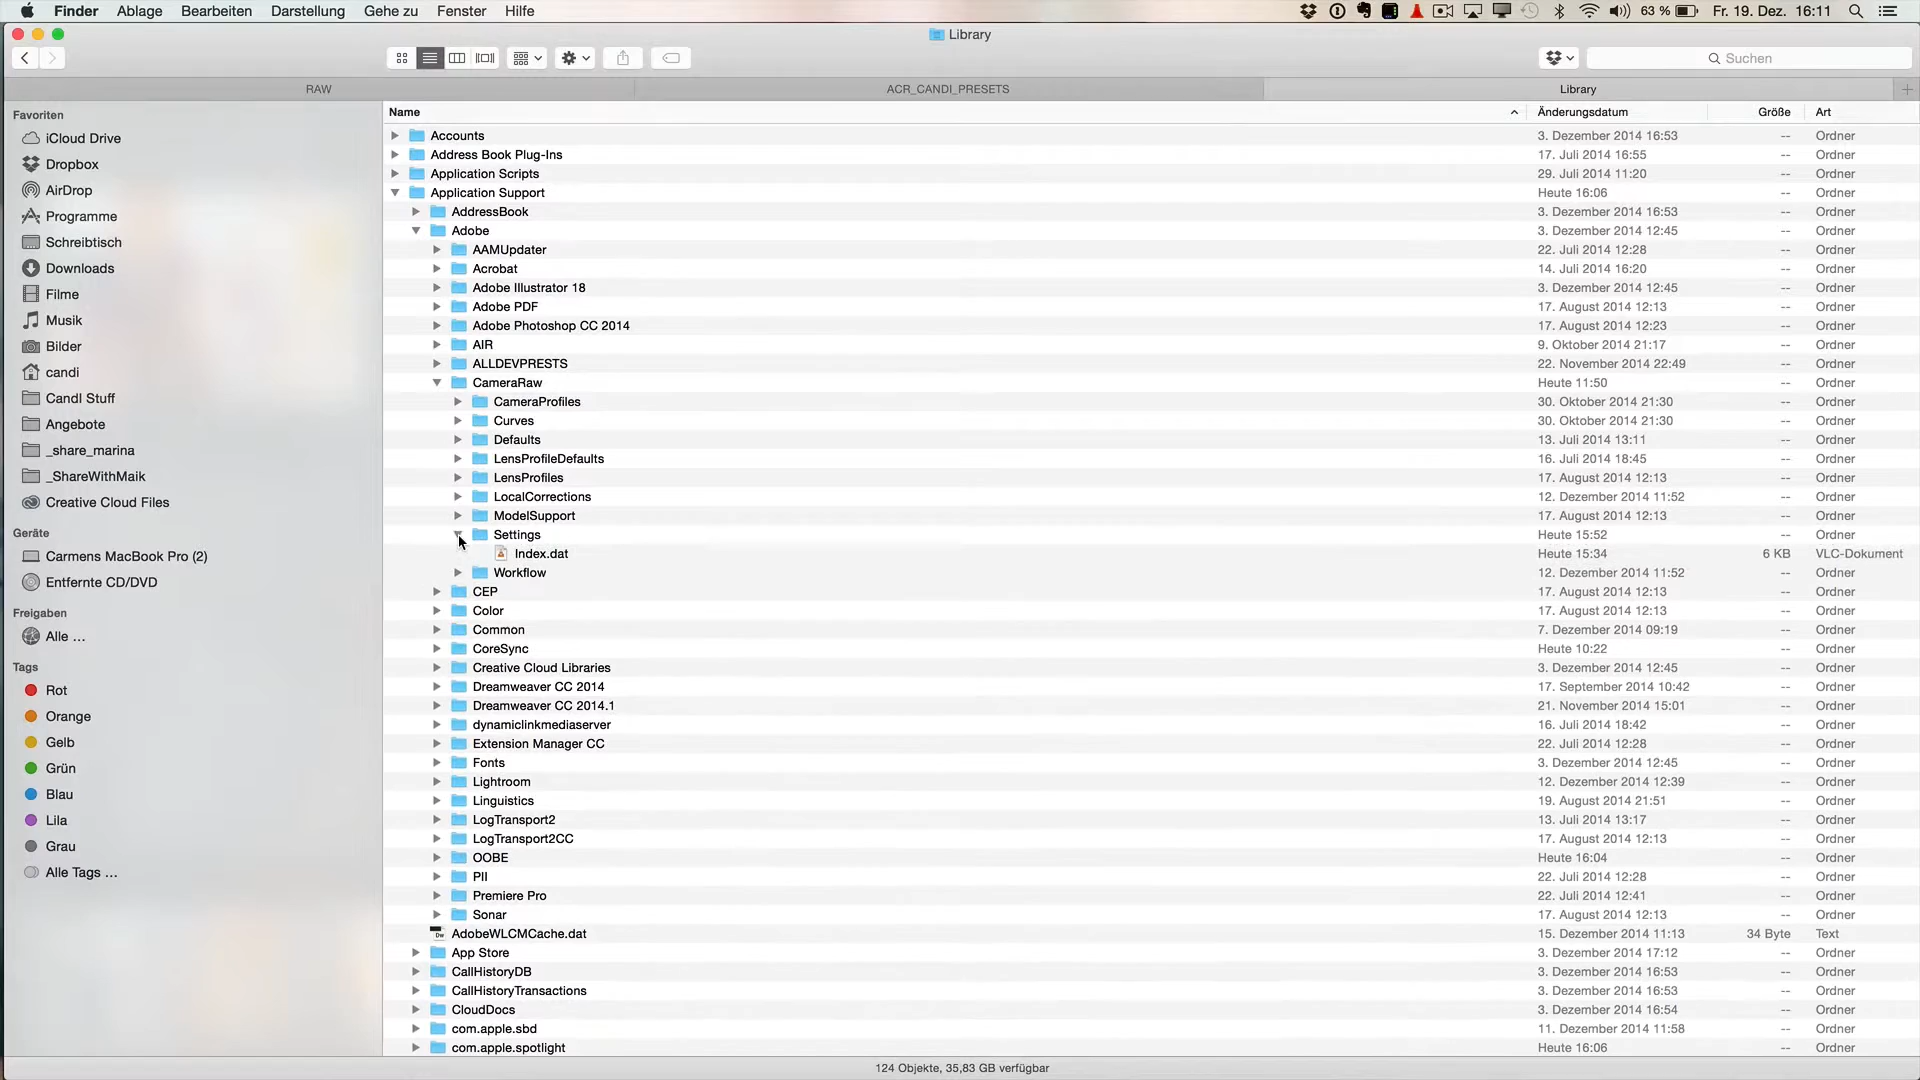 Finder Ablage Bearbeiten Darstellung Gehe zu Fenster Hilfe 63 % Fr. 19. Dez. 16:11
Library
Suchen
RAW ACR_CANDI_PRESETS Library
Favoriten
iCloud Drive
Dropbox
AirDrop
Programme
Schreibtisch
Downloads
Filme
Musik
Bilder
candi
CandI Stuff
Angebote
_share_marina
_ShareWithMaik
Creative Cloud Files
Geräte
Carmens MacBook Pro (2)
Entfernte CD/DVD
Freigaben
Alle ...
Tags
Rot
Orange
Gelb
Grün
Blau
Lila
Grau
Alle Tags ...
Name Änderungsdatum Größe Art
Accounts 3. Dezember 2014 16:53 -- Ordner
Address Book Plug-Ins 17. Juli 2014 16:55 -- Ordner
Application Scripts 29. Juli 2014 11:20 -- Ordner
Application Support Heute 16:06 -- Ordner
AddressBook 3. Dezember 2014 16:53 -- Ordner
Adobe 3. Dezember 2014 12:45 -- Ordner
AAMUpdater 22. Juli 2014 12:28 -- Ordner
Acrobat 14. Juli 2014 16:20 -- Ordner
Adobe Illustrator 18 3. Dezember 2014 12:45 -- Ordner
Adobe PDF 17. August 2014 12:13 -- Ordner
Adobe Photoshop CC 2014 17. August 2014 12:23 -- Ordner
AIR 9. Oktober 2014 21:17 -- Ordner
ALLDEVPRESTS 22. November 2014 22:49 -- Ordner
CameraRaw Heute 11:50 -- Ordner
CameraProfiles 30. Oktober 2014 21:30 -- Ordner
Curves 30. Oktober 2014 21:30 -- Ordner
Defaults 13. Juli 2014 13:11 -- Ordner
LensProfileDefaults 16. Juli 2014 18:45 -- Ordner
LensProfiles 17. August 2014 12:13 -- Ordner
LocalCorrections 12. Dezember 2014 11:52 -- Ordner
ModelSupport 17. August 2014 12:13 -- Ordner
Settings Heute 15:52 -- Ordner
Index.dat Heute 15:34 6 KB VLC-Dokument
Workflow 12. Dezember 2014 11:52 -- Ordner
CEP 17. August 2014 12:13 -- Ordner
Color 17. August 2014 12:13 -- Ordner
Common 7. Dezember 2014 09:19 -- Ordner
CoreSync Heute 10:22 -- Ordner
Creative Cloud Libraries 3. Dezember 2014 12:45 -- Ordner
Dreamweaver CC 2014 17. September 2014 10:42 -- Ordner
Dreamweaver CC 2014.1 21. November 2014 15:01 -- Ordner
dynamiclinkmediaserver 16. Juli 2014 18:42 -- Ordner
Extension Manager CC 22. Juli 2014 12:28 -- Ordner
Fonts 3. Dezember 2014 12:45 -- Ordner
Lightroom 12. Dezember 2014 12:39 -- Ordner
Linguistics 19. August 2014 21:51 -- Ordner
LogTransport2 13. Juli 2014 13:17 -- Ordner
LogTransport2CC 17. August 2014 12:13 -- Ordner
OOBE Heute 16:04 -- Ordner
PII 22. Juli 2014 12:28 -- Ordner
Premiere Pro 22. Juli 2014 12:41 -- Ordner
Sonar 17. August 2014 12:13 -- Ordner
AdobeWLCMCache.dat 15. Dezember 2014 11:13 34 Byte Text
App Store 3. Dezember 2014 17:12 -- Ordner
CallHistoryDB 3. Dezember 2014 16:53 -- Ordner
CallHistoryTransactions 3. Dezember 2014 16:53 -- Ordner
CloudDocs 3. Dezember 2014 16:54 -- Ordner
com.apple.sbd 11. Dezember 2014 11:58 -- Ordner
com.apple.spotlight Heute 16:06 -- Ordner
124 Objekte, 35,83 GB verfügbar